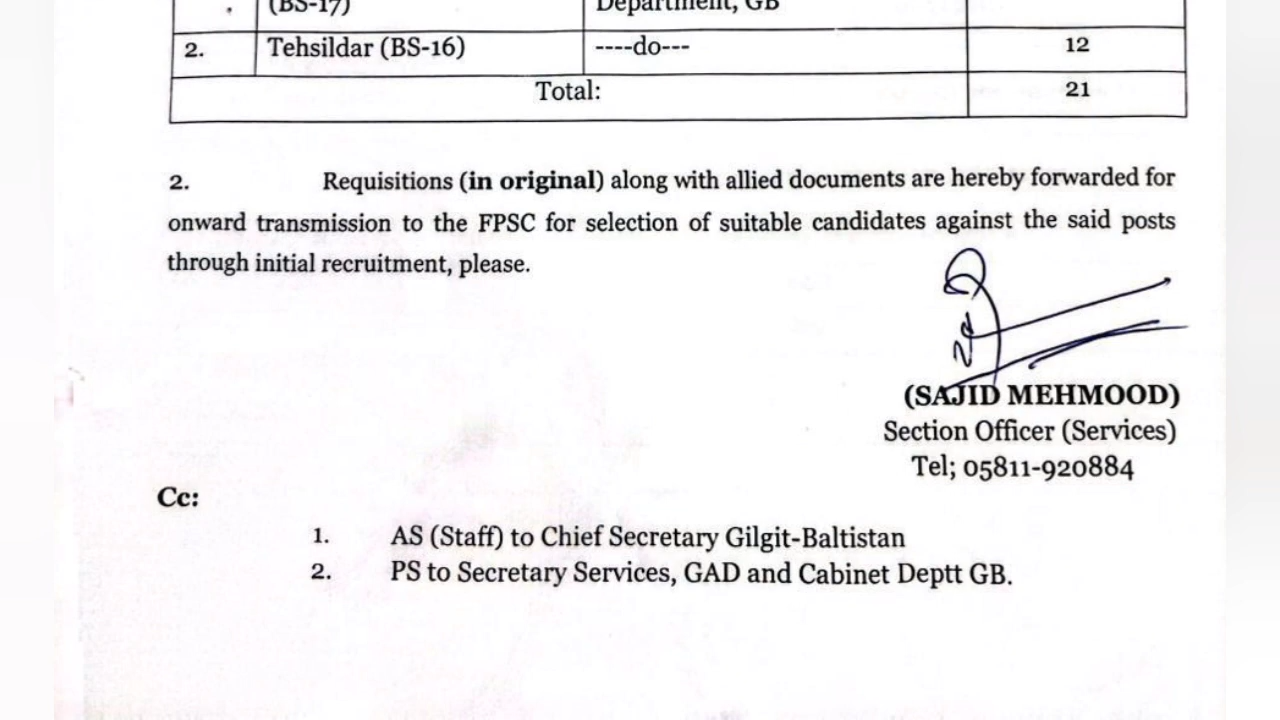 (BS-17) Department, GB
2. Tehsildar (BS-16) ----do--- 12
Total: 21
2. Requisitions (in original) along with allied documents are hereby forwarded for
onward transmission to the FPSC for selection of suitable candidates against the said posts
through initial recruitment, please.
(SAJID MEHMOOD)
Section Officer (Services)
Tel; 05811-920884
Cc:
1. AS (Staff) to Chief Secretary Gilgit-Baltistan
2. PS to Secretary Services, GAD and Cabinet Deptt GB.